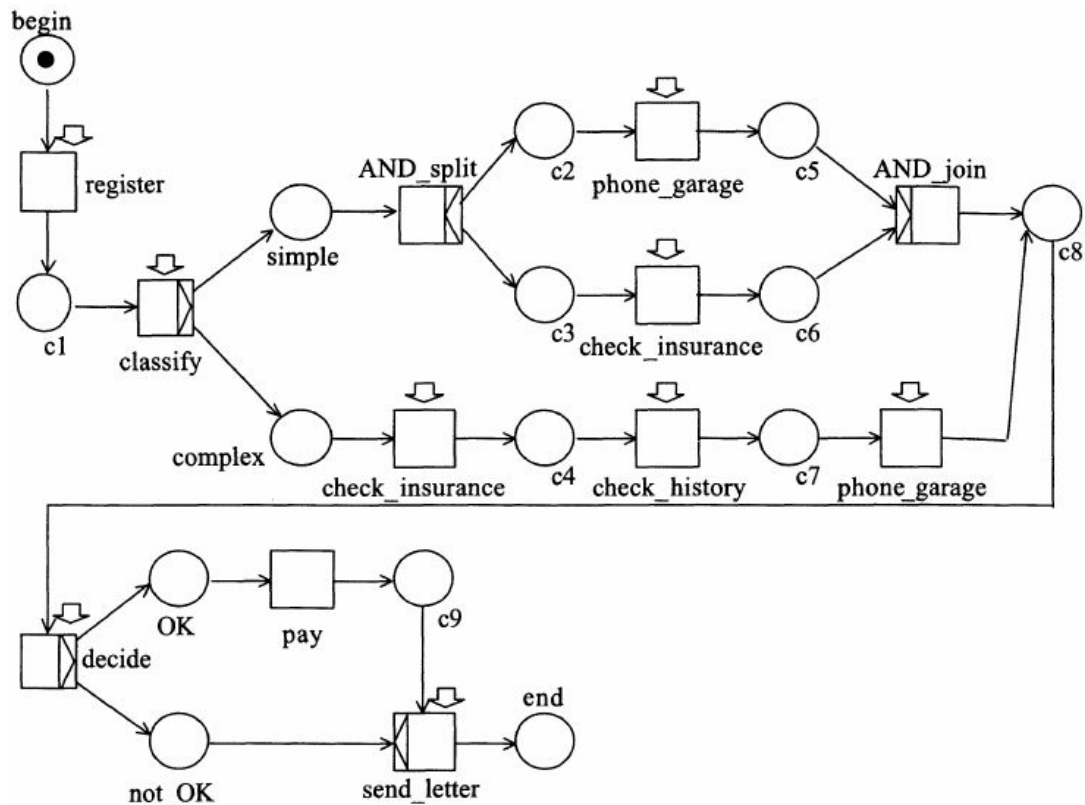 begin
register
c1
classify
simple
complex
AND_split
c2
phone_garage
c5
AND_join
c8
c3
check_insurance
c6
check_insurance
c4
check_history
c7
phone_garage
decide
OK
pay
c9
not_OK
send_letter
end